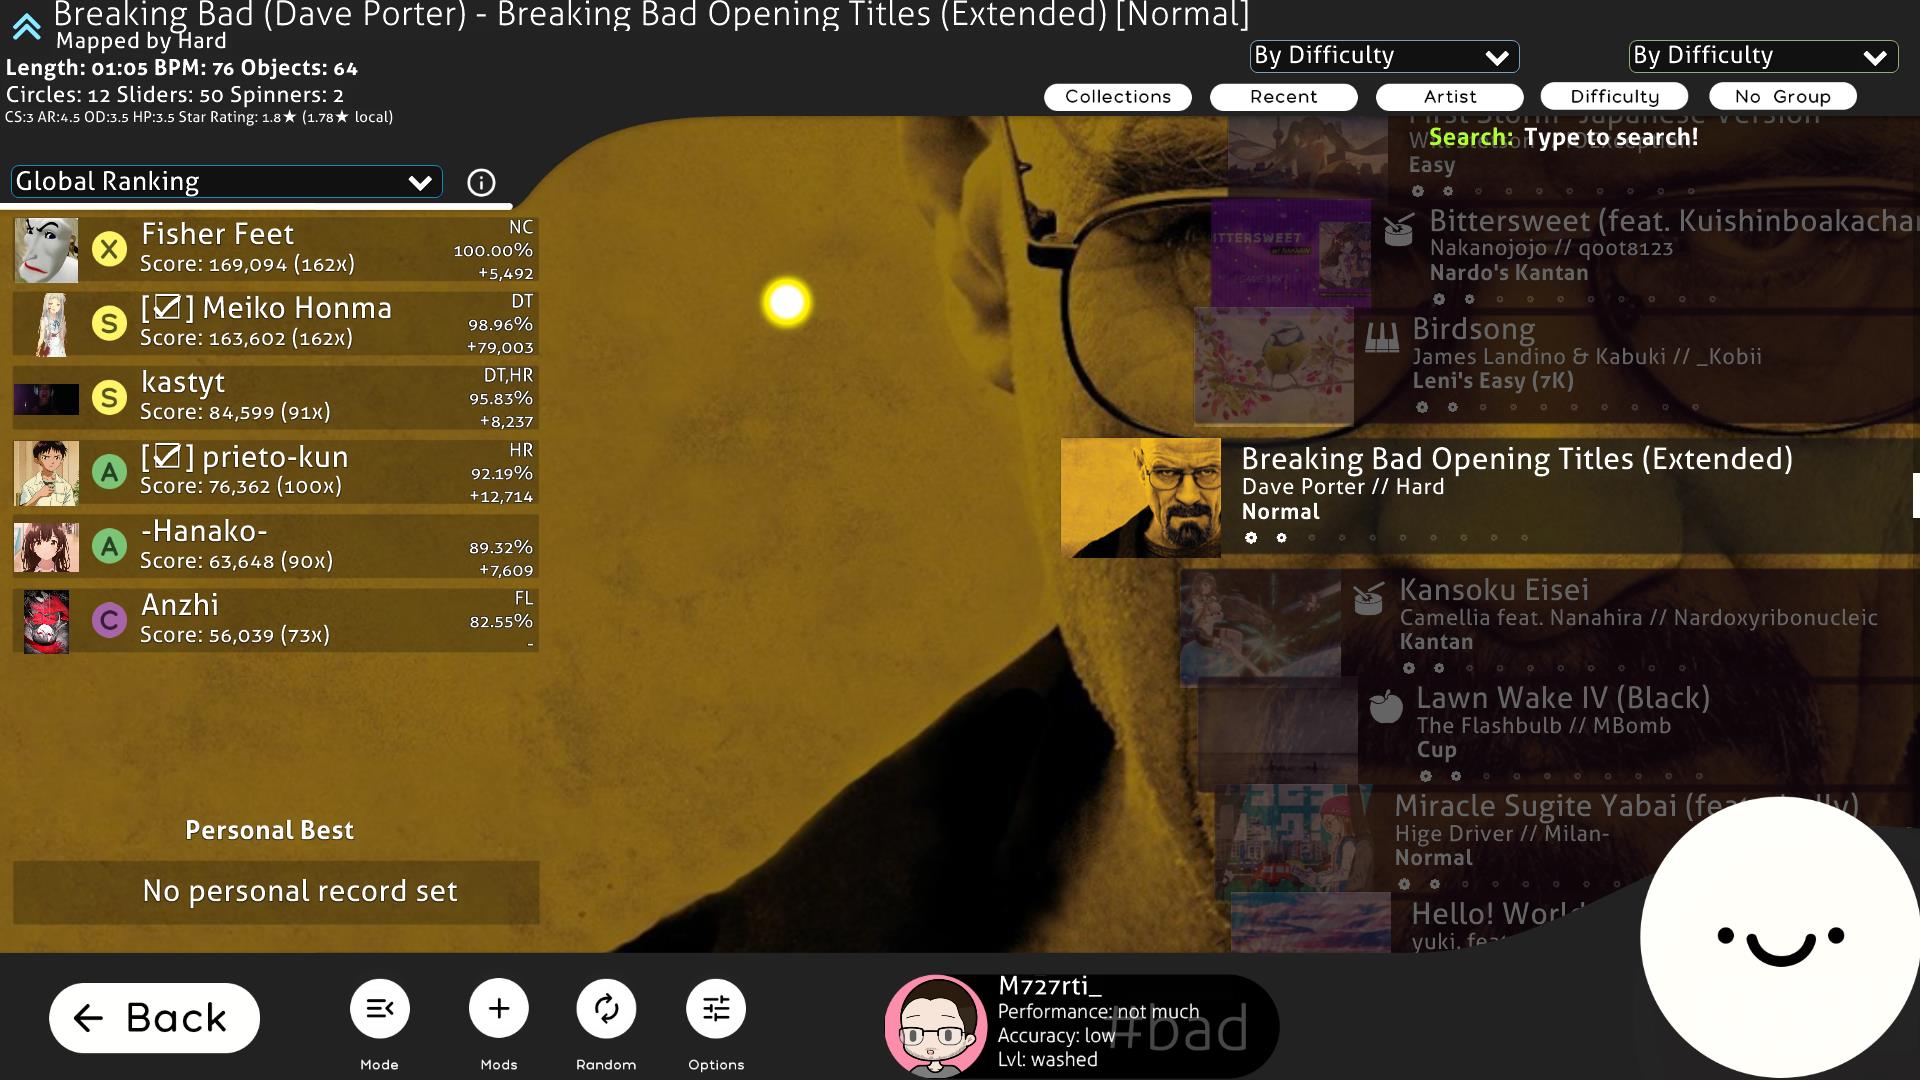 Breaking Bad (Dave Porter) - Breaking Bad Opening Titles (Extended) [Normal]
Mapped by Hard
Length: 01:05 BPM: 76 Objects: 64
Circles: 12 Sliders: 50 Spinners: 2
CS:3 AR:4.5 OD:3.5 HP:3.5 Star Rating: 1.8★ (1.78★ local)
By Difficulty
By Difficulty
Collections
Recent
Artist
Difficulty
No Group
Search: Type to search!
Global Ranking
Fisher Feet
Score: 169,094 (162x)
NC
100.00%
+5,492
[☑] Meiko Honma
Score: 163,602 (162x)
DT
98.96%
+79,003
kastyt
Score: 84,599 (91x)
DT,HR
95.83%
+8,237
[☑] prieto-kun
Score: 76,362 (100x)
HR
92.19%
+12,714
-Hanako-
Score: 63,648 (90x)
89.32%
+7,609
Anzhi
Score: 56,039 (73x)
FL
82.55%
-
X
S
S
A
A
C
Personal Best
No personal record set
First Storm -Japanese Version-
Easy
Bittersweet (feat. Kuishinboakachan
Nakanojojo // qoot8123
Nardo's Kantan
Birdsong
James Landino & Kabuki // _Kobii
Leni's Easy (7K)
Breaking Bad Opening Titles (Extended)
Dave Porter // Hard
Normal
Kansoku Eisei
Camellia feat. Nanahira // Nardoxyribonucleic
Kantan
Lawn Wake IV (Black)
The Flashbulb // MBomb
Cup
Miracle Sugite Yabai
Hige Driver // Milan-
Normal
Hello!
yuki.
← Back
Mode
Mods
Random
Options
M727rti_
Performance: not much
Accuracy: low
Lvl: washed
#bad